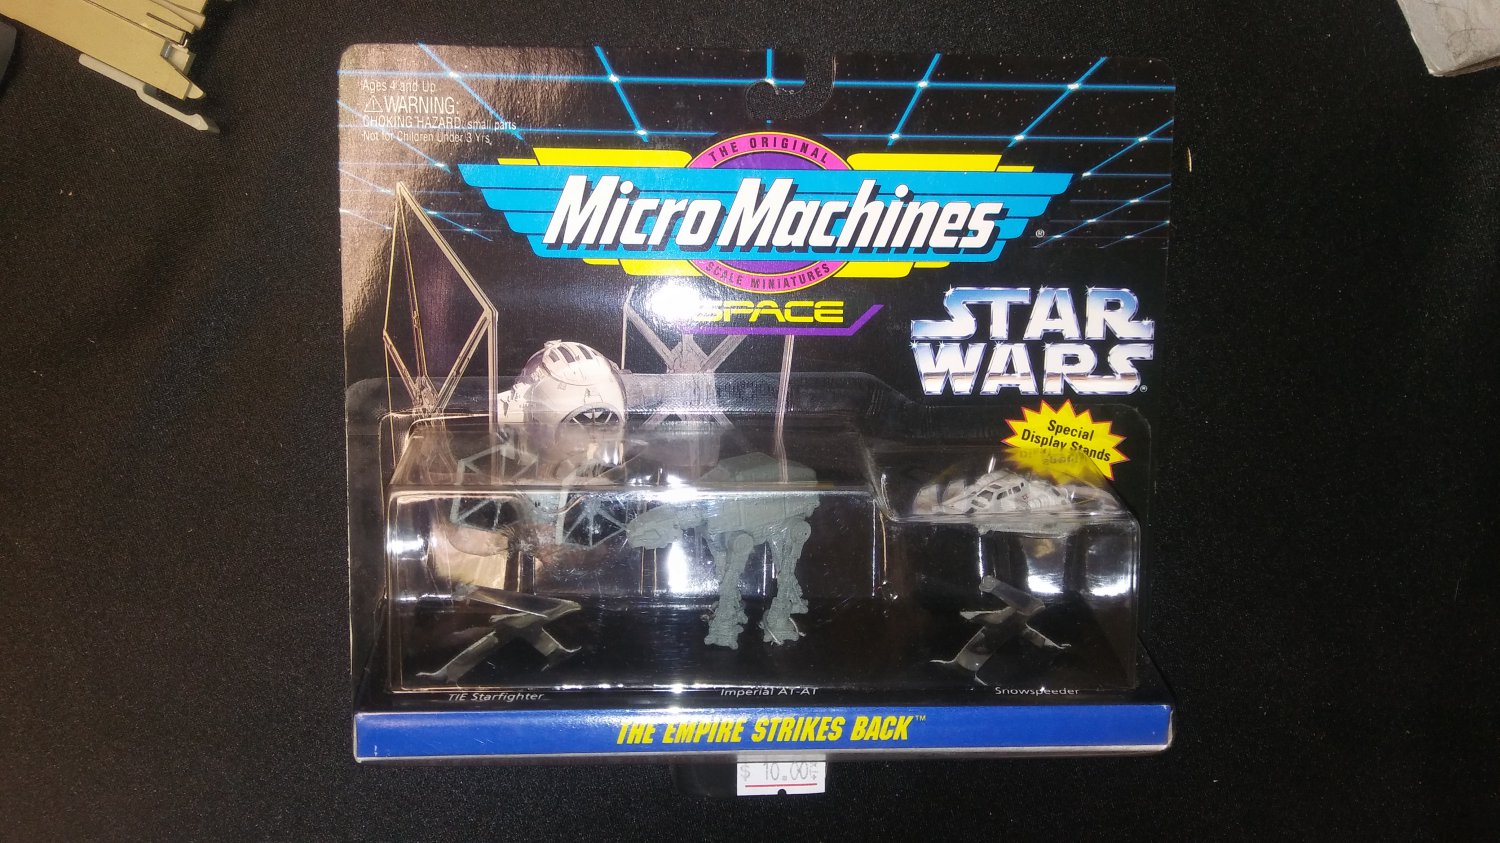 Ages 4 and Up
⚠WARNING:
CHOKING HAZARD, small parts
Not for Children Under 3 Yrs.
THE ORIGINAL
Micro Machines®
SCALE MINIATURES
SPACE
STAR
WARS®
Special
Display Stands
TIE Starfighter
Imperial AT-AT
Snowspeeder
THE EMPIRE STRIKES BACK™
$ 10.00